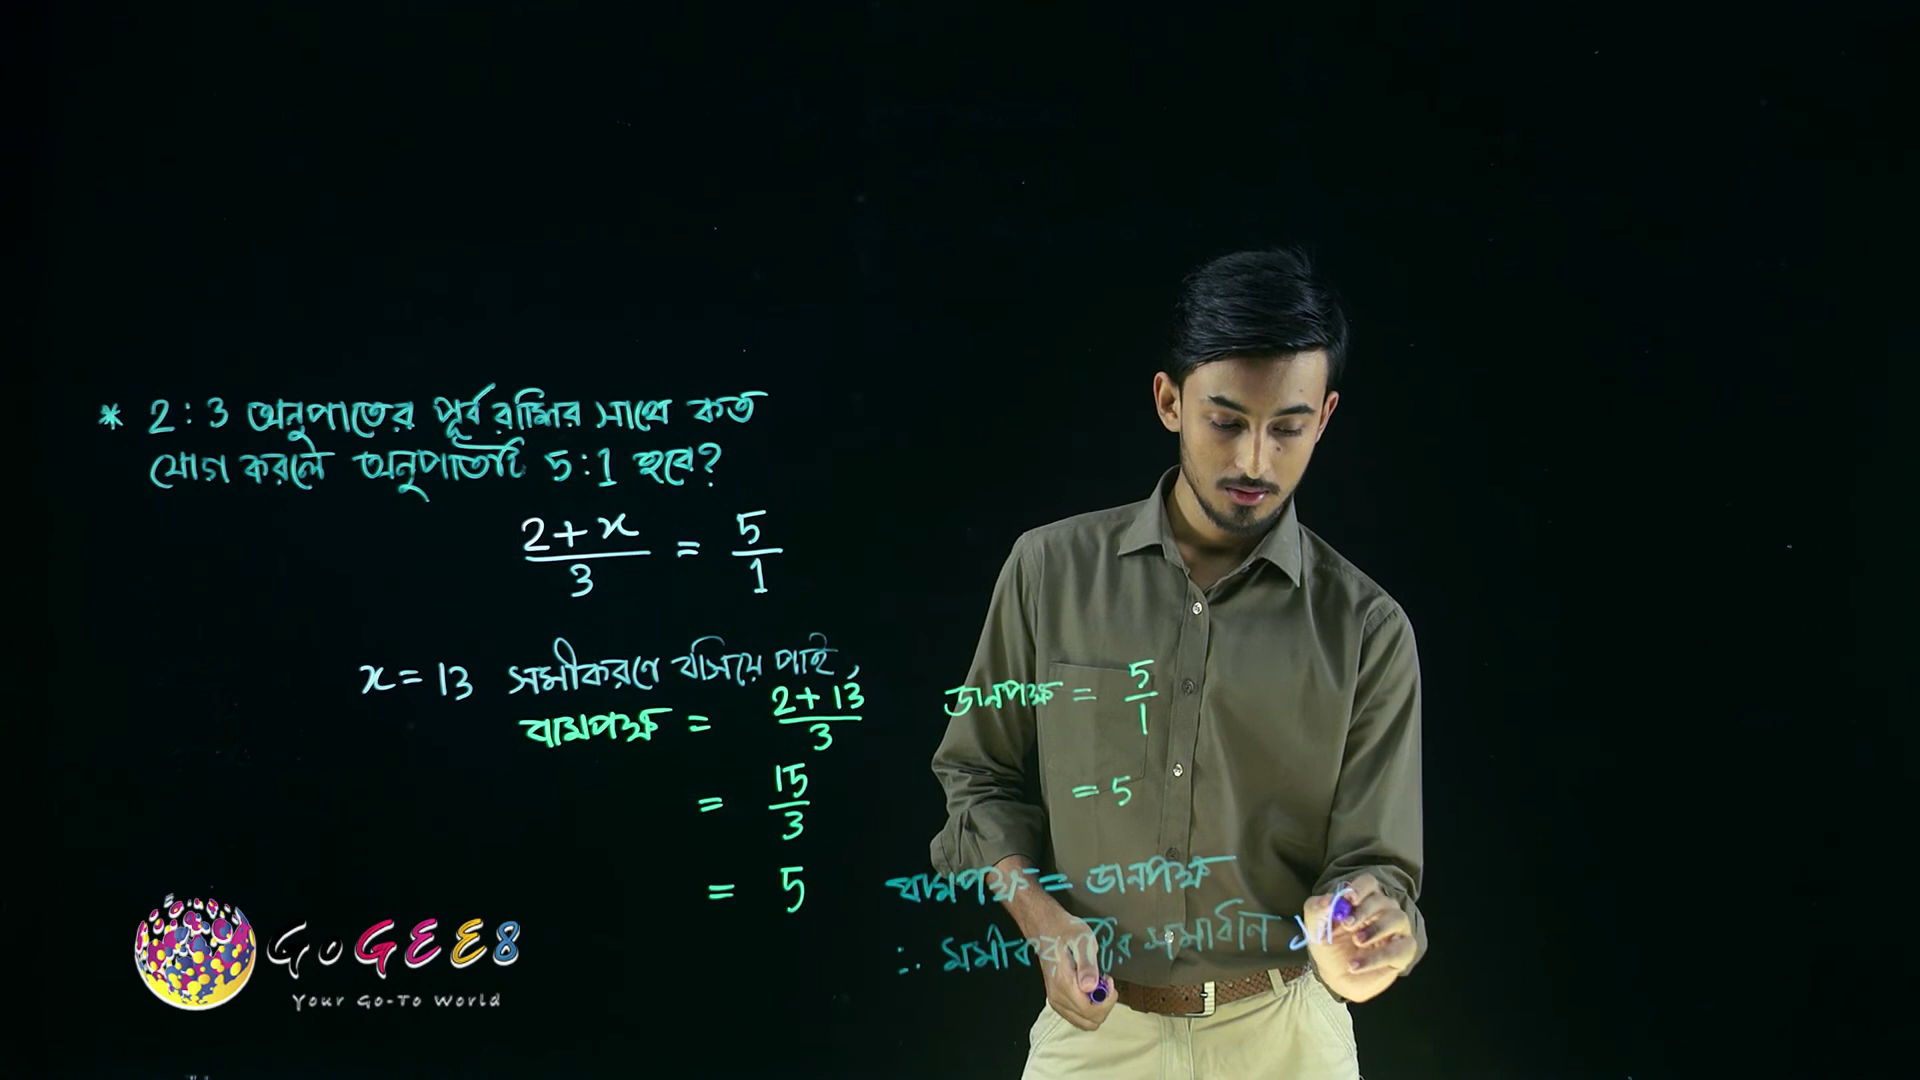 * 2 : 3 অনুপাতের পূর্ব রাশির সাথে কত
যোগ করলে অনুপাতটি 5 : 1 হবে?
(2 + x)/3 = 5/1
x = 13 সমীকরণে বসিয়ে পাই,
বামপক্ষ = (2 + 13)/3
= 15/3
= 5
ডানপক্ষ = 5/1
= 5
বামপক্ষ = ডানপক্ষ
∴ সমীকরণটির সমাধান
GoGEE8
Your Go-To World